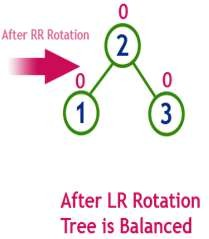 0
After RR Rotation
2
0
0
1
3
After LR Rotation
Tree is Balanced